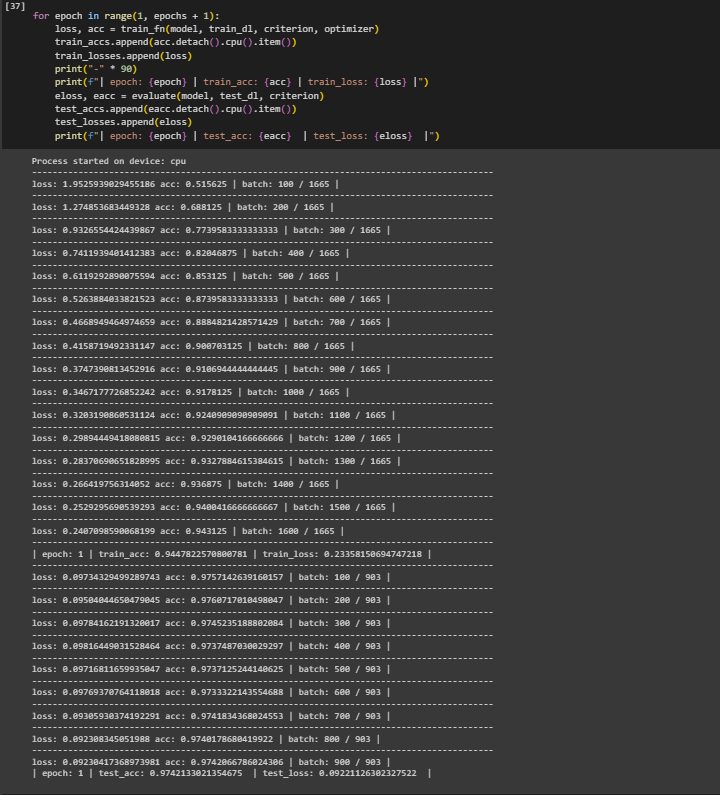 [37]
for epoch in range(1, epochs + 1):
    loss, acc = train_fn(model, train_dl, criterion, optimizer)
    train_accs.append(acc.detach().cpu().item())
    train_losses.append(loss)
    print("-" * 90)
    print(f"| epoch: {epoch} | train_acc: {acc} | train_loss: {loss} |")
    eloss, eacc = evaluate(model, test_dl, criterion)
    test_accs.append(eacc.detach().cpu().item())
    test_losses.append(eloss)
    print(f"| epoch: {epoch} | test_acc: {eacc}  | test_loss: {eloss}  |")
Process started on device: cpu
------------------------------------------------------------------------------------------
loss: 1.9525939029455186 acc: 0.515625 | batch: 100 / 1665 |
------------------------------------------------------------------------------------------
loss: 1.274853683449328 acc: 0.688125 | batch: 200 / 1665 |
------------------------------------------------------------------------------------------
loss: 0.9326554424439867 acc: 0.7739583333333333 | batch: 300 / 1665 |
------------------------------------------------------------------------------------------
loss: 0.7411939401412383 acc: 0.82046875 | batch: 400 / 1665 |
------------------------------------------------------------------------------------------
loss: 0.6119292890075594 acc: 0.853125 | batch: 500 / 1665 |
------------------------------------------------------------------------------------------
loss: 0.5263884033821523 acc: 0.8739583333333333 | batch: 600 / 1665 |
------------------------------------------------------------------------------------------
loss: 0.4668949464974659 acc: 0.8884821428571429 | batch: 700 / 1665 |
------------------------------------------------------------------------------------------
loss: 0.4158719492331147 acc: 0.900703125 | batch: 800 / 1665 |
------------------------------------------------------------------------------------------
loss: 0.3747390813452916 acc: 0.9106944444444445 | batch: 900 / 1665 |
------------------------------------------------------------------------------------------
loss: 0.3467177726852242 acc: 0.9178125 | batch: 1000 / 1665 |
------------------------------------------------------------------------------------------
loss: 0.3203190860531124 acc: 0.9240909090909091 | batch: 1100 / 1665 |
------------------------------------------------------------------------------------------
loss: 0.29894449418080815 acc: 0.9290104166666666 | batch: 1200 / 1665 |
------------------------------------------------------------------------------------------
loss: 0.28370690651828995 acc: 0.9327884615384615 | batch: 1300 / 1665 |
------------------------------------------------------------------------------------------
loss: 0.266419756314052 acc: 0.936875 | batch: 1400 / 1665 |
------------------------------------------------------------------------------------------
loss: 0.2529295690539293 acc: 0.9400416666666667 | batch: 1500 / 1665 |
------------------------------------------------------------------------------------------
loss: 0.2407098590068199 acc: 0.943125 | batch: 1600 / 1665 |
------------------------------------------------------------------------------------------
| epoch: 1 | train_acc: 0.9447822570800781 | train_loss: 0.23358150694747218 |
------------------------------------------------------------------------------------------
loss: 0.09734329499289743 acc: 0.9757142639160157 | batch: 100 / 903 |
------------------------------------------------------------------------------------------
loss: 0.09504044650479045 acc: 0.9760717010498047 | batch: 200 / 903 |
------------------------------------------------------------------------------------------
loss: 0.09784162191320017 acc: 0.9745235188802084 | batch: 300 / 903 |
------------------------------------------------------------------------------------------
loss: 0.09816449031528464 acc: 0.9737487030029297 | batch: 400 / 903 |
------------------------------------------------------------------------------------------
loss: 0.09716811659935047 acc: 0.9737125244140625 | batch: 500 / 903 |
------------------------------------------------------------------------------------------
loss: 0.09769370764118018 acc: 0.9733322143554688 | batch: 600 / 903 |
------------------------------------------------------------------------------------------
loss: 0.09305930374192291 acc: 0.9741834368024553 | batch: 700 / 903 |
------------------------------------------------------------------------------------------
loss: 0.092308345051988 acc: 0.9740178680419922 | batch: 800 / 903 |
------------------------------------------------------------------------------------------
loss: 0.09230417368973981 acc: 0.9742066786024306 | batch: 900 / 903 |
| epoch: 1 | test_acc: 0.9742133021354675  | test_loss: 0.09221126302327522  |